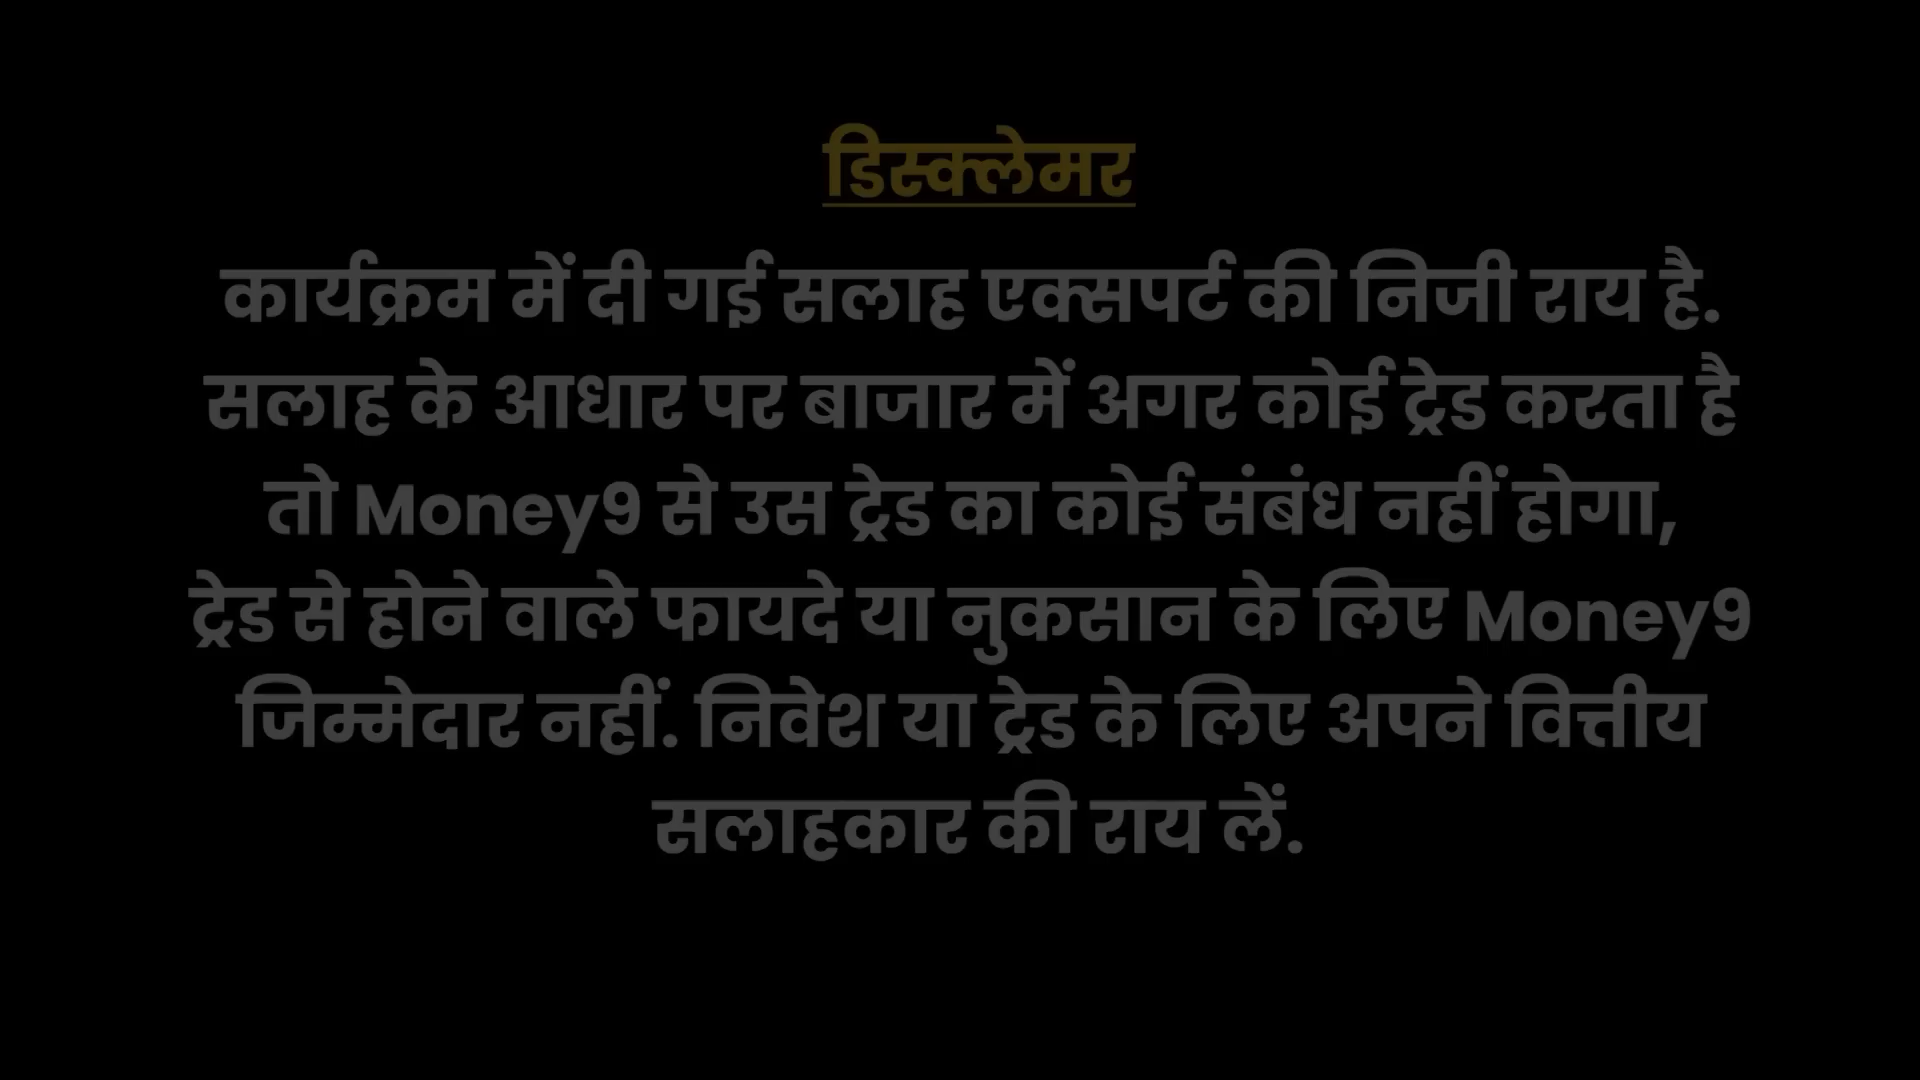 डिस्क्लेमर
कार्यक्रम में दी गई सलाह एक्सपर्ट की निजी राय है.
सलाह के आधार पर बाजार में अगर कोई ट्रेड करता है
तो Money9 से उस ट्रेड का कोई संबंध नहीं होगा,
ट्रेड से होने वाले फायदे या नुकसान के लिए Money9
जिम्मेदार नहीं. निवेश या ट्रेड के लिए अपने वित्तीय
सलाहकार की राय लें.